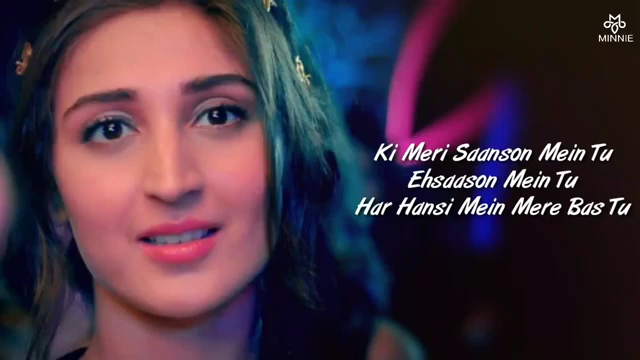 MINNIE
Ki Meri Saanson Mein Tu
Ehsaason Mein Tu
Har Hansi Mein Mere Bas Tu